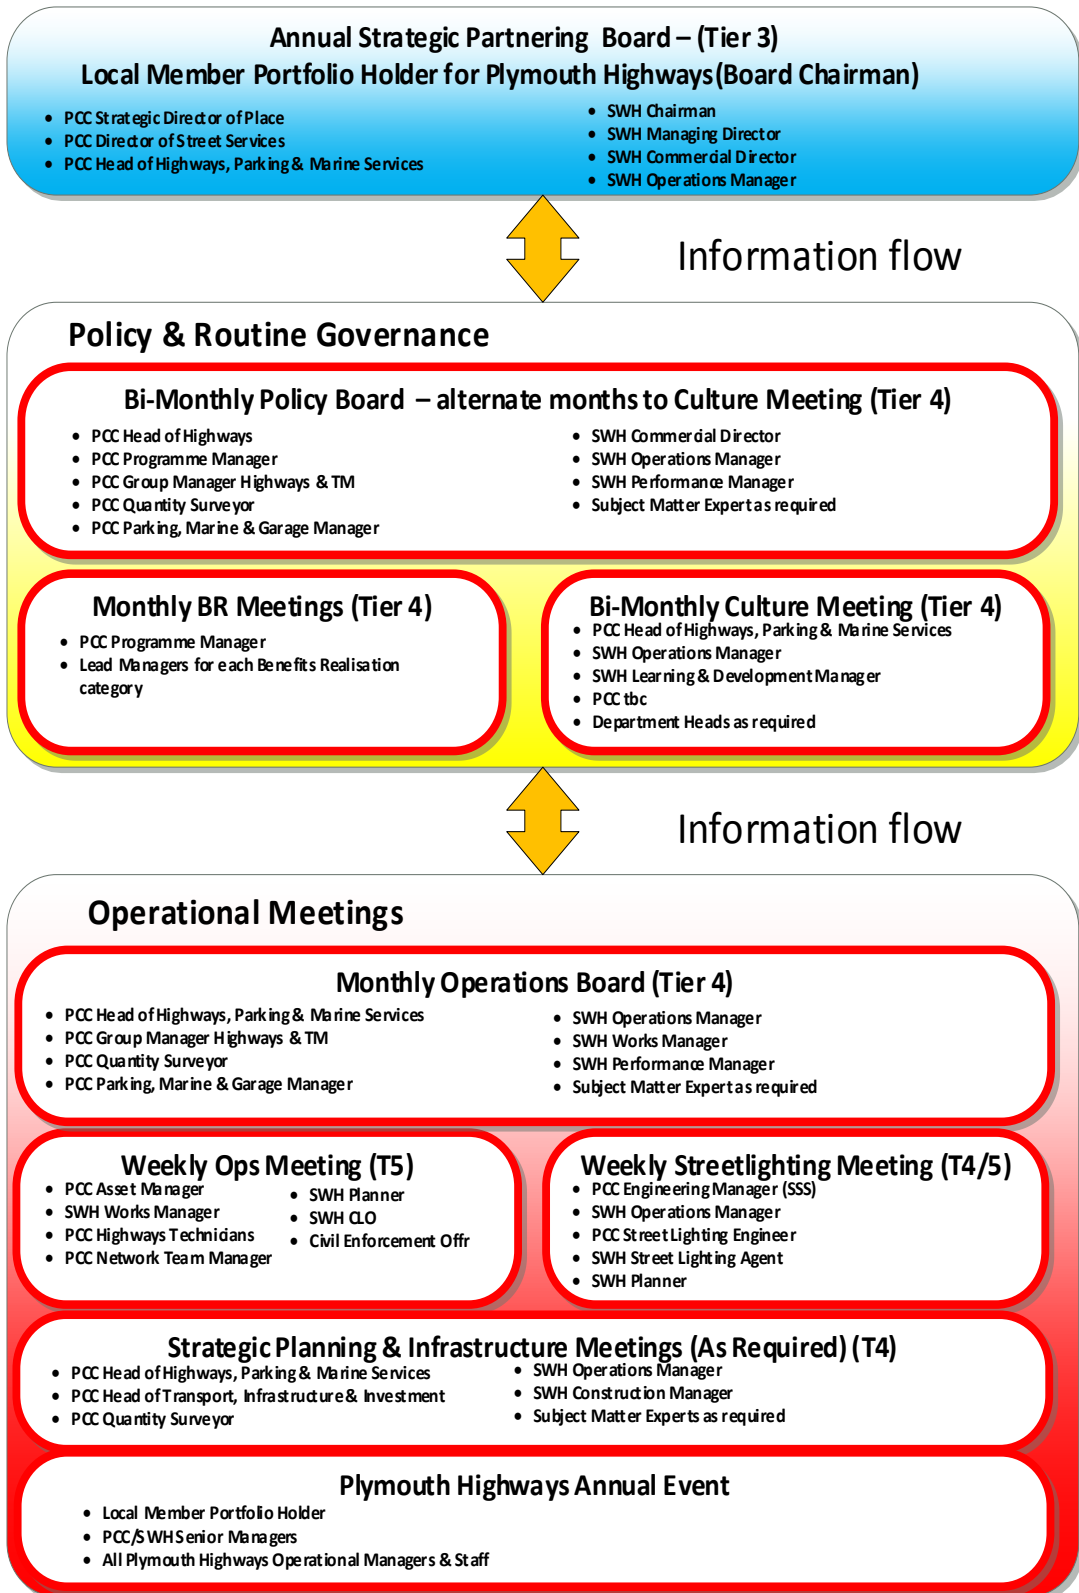 Annual Strategic Partnering Board – (Tier 3)
Local Member Portfolio Holder for Plymouth Highways (Board Chairman)
• PCC Strategic Director of Place
• PCC Director of Street Services
• PCC Head of Highways, Parking & Marine Services
• SWH Chairman
• SWH Managing Director
• SWH Commercial Director
• SWH Operations Manager
Information flow
Policy & Routine Governance
Bi-Monthly Policy Board – alternate months to Culture Meeting (Tier 4)
• PCC Head of Highways
• PCC Programme Manager
• PCC Group Manager Highways & TM
• PCC Quantity Surveyor
• PCC Parking, Marine & Garage Manager
• SWH Commercial Director
• SWH Operations Manager
• SWH Performance Manager
• Subject Matter Expert as required
Monthly BR Meetings (Tier 4)
• PCC Programme Manager
• Lead Managers for each Benefits Realisation
category
Bi-Monthly Culture Meeting (Tier 4)
• PCC Head of Highways, Parking & Marine Services
• SWH Operations Manager
• SWH Learning & Development Manager
• PCC tbc
• Department Heads as required
Information flow
Operational Meetings
Monthly Operations Board (Tier 4)
• PCC Head of Highways, Parking & Marine Services
• PCC Group Manager Highways & TM
• PCC Quantity Surveyor
• PCC Parking, Marine & Garage Manager
• SWH Operations Manager
• SWH Works Manager
• SWH Performance Manager
• Subject Matter Expert as required
Weekly Ops Meeting (T5)
• PCC Asset Manager
• SWH Works Manager
• PCC Highways Technicians
• PCC Network Team Manager
• SWH Planner
• SWH CLO
• Civil Enforcement Offr
Weekly Streetlighting Meeting (T4/5)
• PCC Engineering Manager (SSS)
• SWH Operations Manager
• PCC Street Lighting Engineer
• SWH Street Lighting Agent
• SWH Planner
Strategic Planning & Infrastructure Meetings (As Required) (T4)
• PCC Head of Highways, Parking & Marine Services
• PCC Head of Transport, Infrastructure & Investment
• PCC Quantity Surveyor
• SWH Operations Manager
• SWH Construction Manager
• Subject Matter Experts as required
Plymouth Highways Annual Event
• Local Member Portfolio Holder
• PCC/SWH Senior Managers
• All Plymouth Highways Operational Managers & Staff